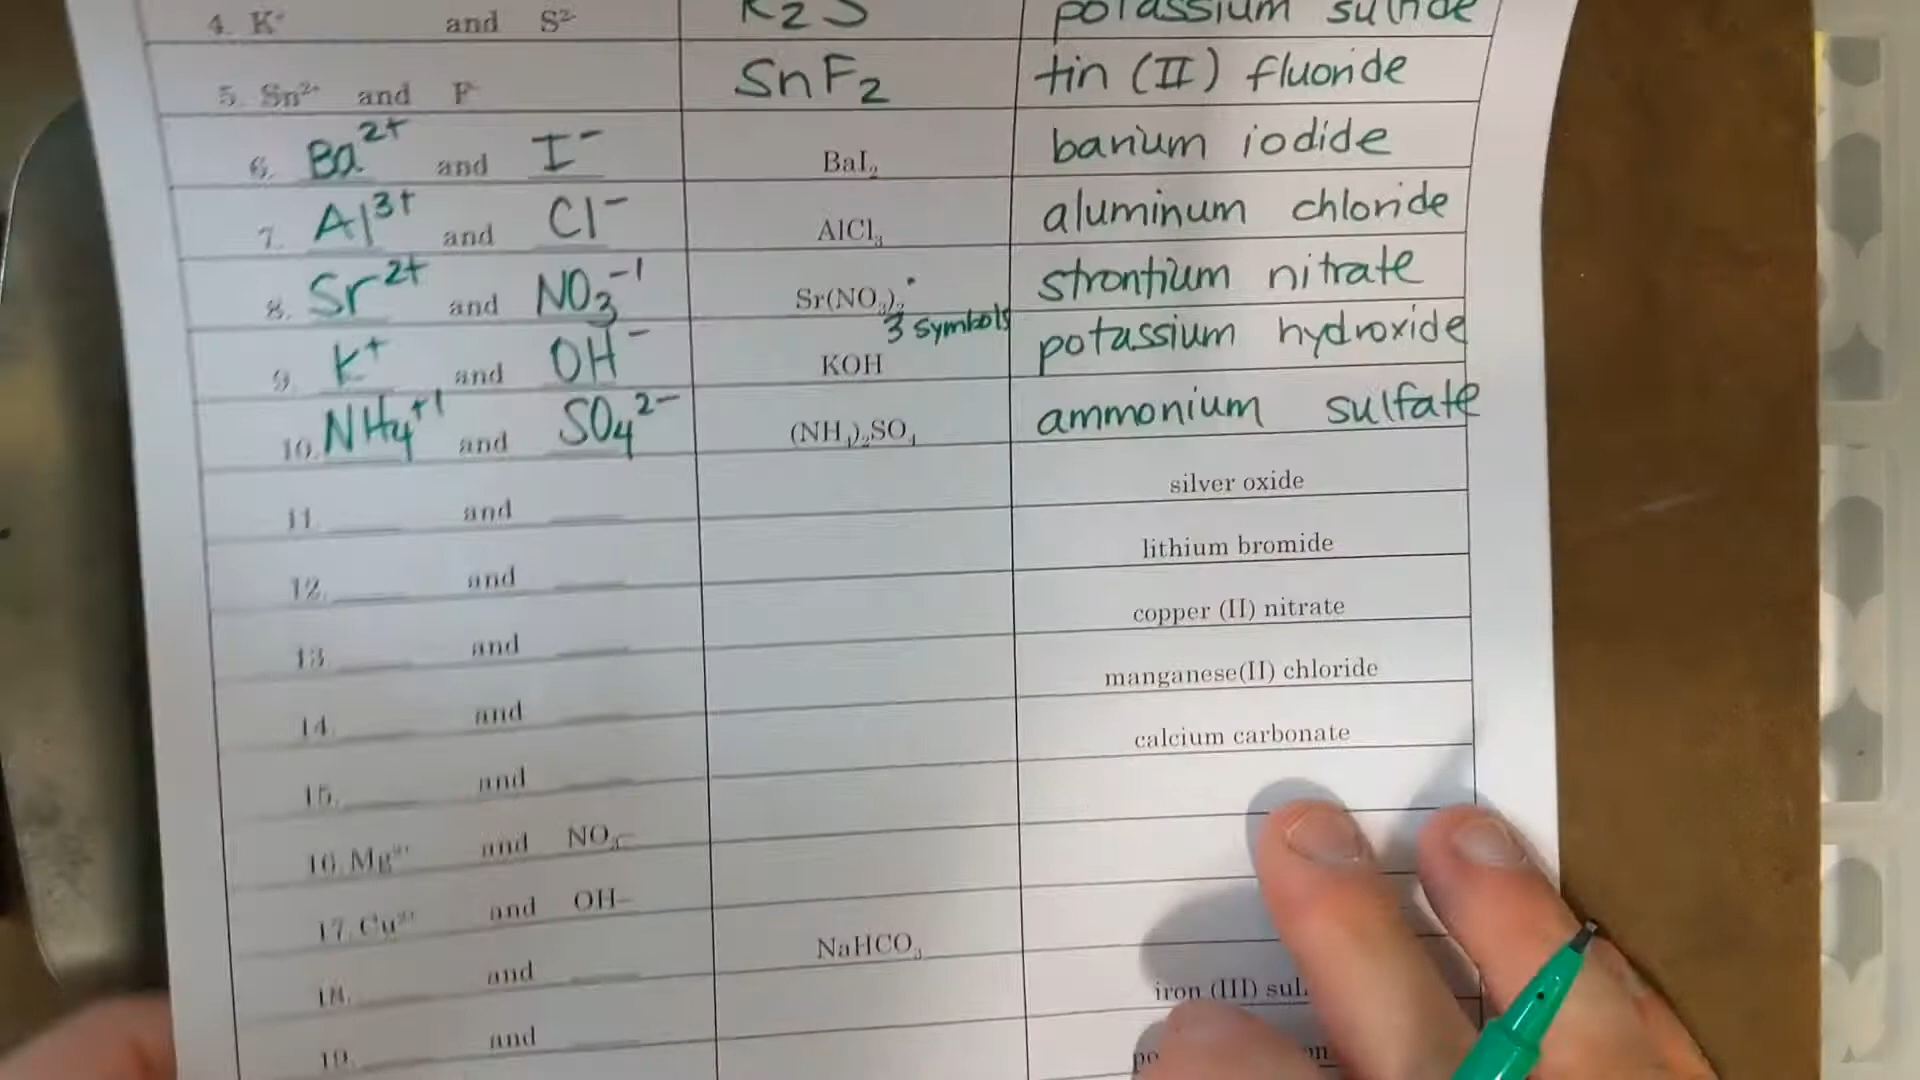 4. K⁺ and S²⁻ K₂S potassium sulfide
5. Sn²⁺ and F⁻ SnF₂ tin (II) fluoride
6. Ba²⁺ and I⁻ BaI₂ barium iodide
7. Al³⁺ and Cl⁻ AlCl₃ aluminum chloride
8. Sr²⁺ and NO₃⁻¹ Sr(NO₃)₂ strontium nitrate
3 symbols
9. K⁺ and OH⁻ KOH potassium hydroxide
10. NH₄⁺¹ and SO₄²⁻ (NH₄)₂SO₄ ammonium sulfate
11. and silver oxide
12. and lithium bromide
13. and copper (II) nitrate
14. and manganese(II) chloride
15. and calcium carbonate
16. Mg²⁺ and NO₃⁻
17. Cu²⁺ and OH⁻
18. and NaHCO₃
19. and iron (III)